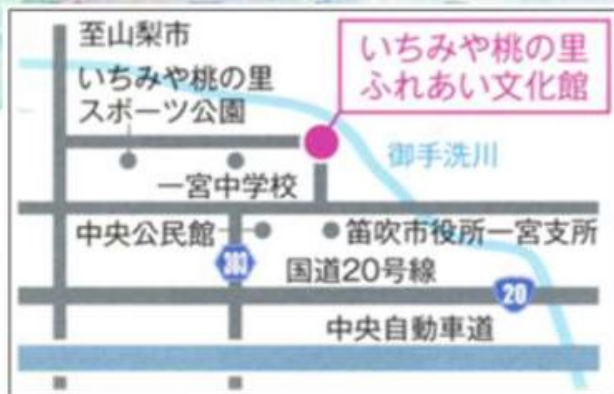 至山梨市
いちみや桃の里
ふれあい文化館
いちみや桃の里
スポーツ公園
御手洗川
一宮中学校
中央公民館
笛吹市役所一宮支所
303
国道20号線
20
中央自動車道